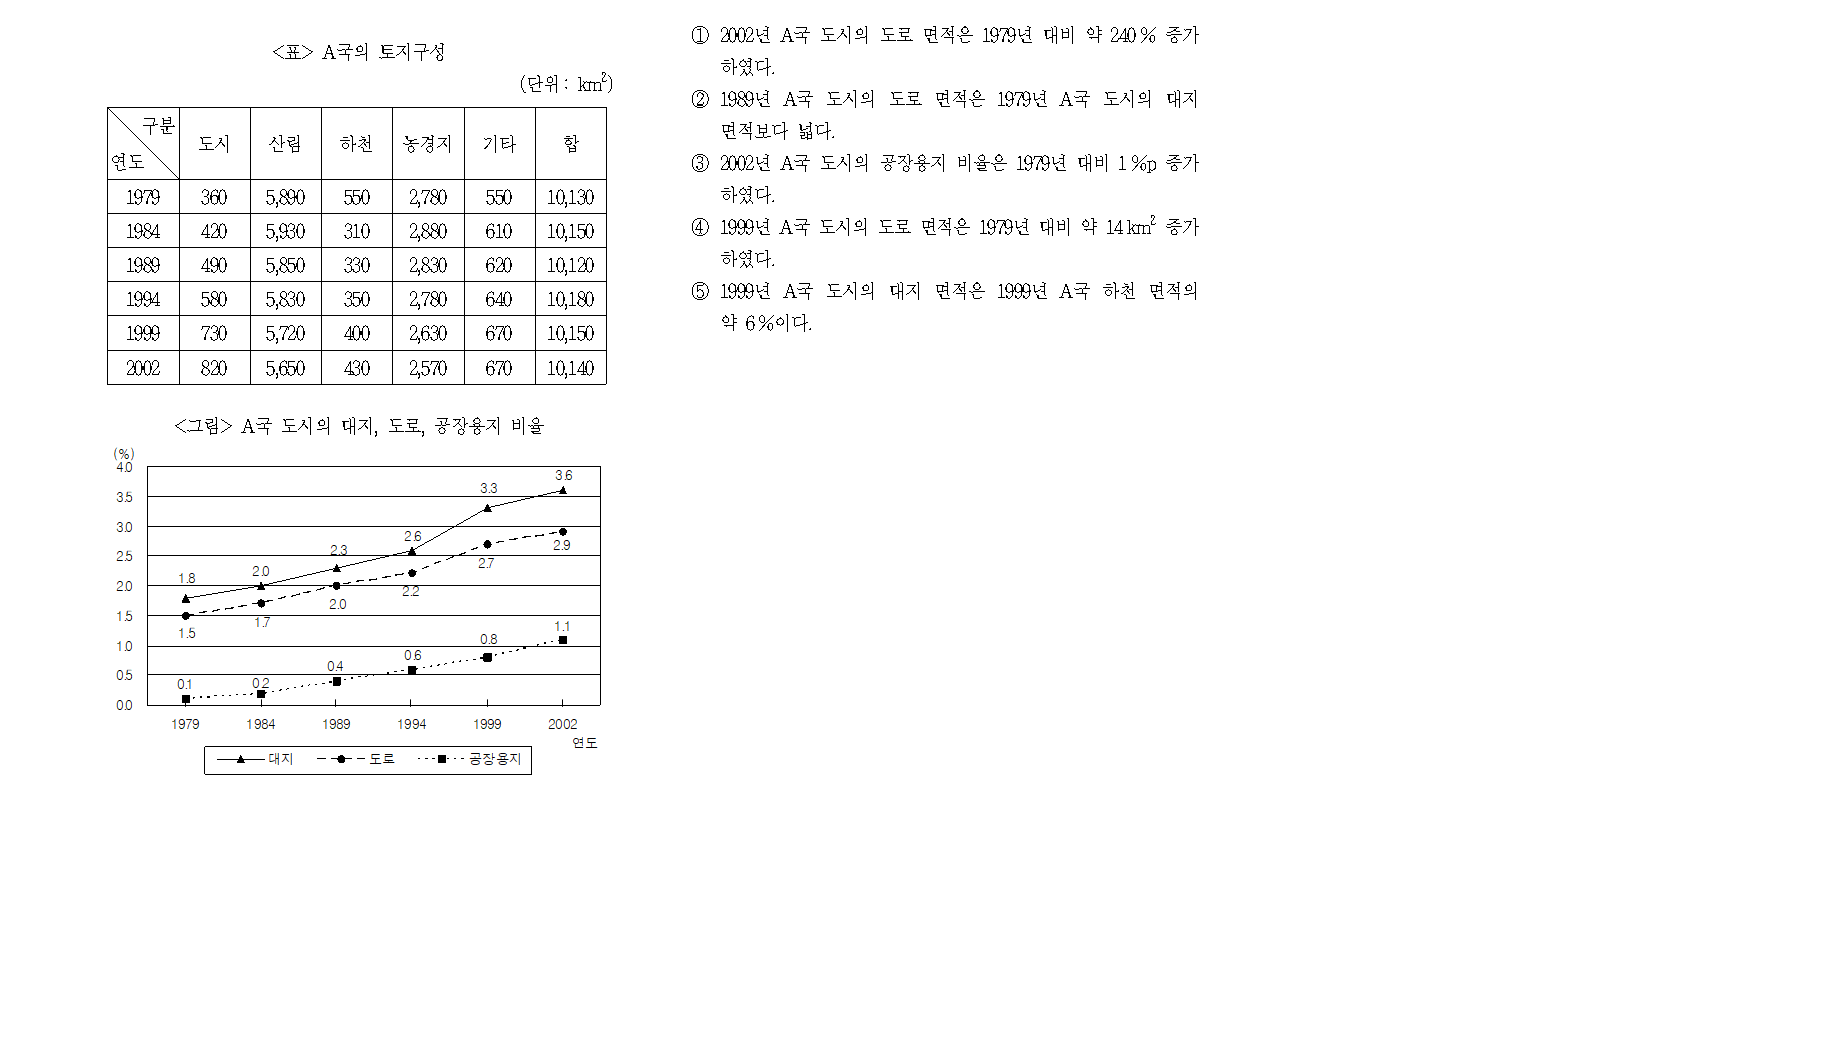 <표> A국의 토지구성
(단위 : km²)
구분
연도
도시 산림 하천 농경지 기타 합
1979 360 5,890 550 2,780 550 10,130
1984 420 5,930 310 2,880 610 10,150
1989 490 5,850 330 2,830 620 10,120
1994 580 5,830 350 2,780 640 10,180
1999 730 5,720 400 2,630 670 10,150
2002 820 5,650 430 2,570 670 10,140
<그림> A국 도시의 대지, 도로, 공장용지 비율
(%)
4.0
3.5
3.0
2.5
2.0
1.5
1.0
0.5
0.0
1.8 2.0 2.3 2.6 3.3 3.6
1.5 1.7 2.0 2.2 2.7 2.9
0.1 0.2 0.4 0.6 0.8 1.1
1979 1984 1989 1994 1999 2002
연도
대지 도로 공장용지
① 2002년 A국 도시의 도로 면적은 1979년 대비 약 240 % 증가
하였다.
② 1989년 A국 도시의 도로 면적은 1979년 A국 도시의 대지
면적보다 넓다.
③ 2002년 A국 도시의 공장용지 비율은 1979년 대비 1 %p 증가
하였다.
④ 1999년 A국 도시의 도로 면적은 1979년 대비 약 14 km² 증가
하였다.
⑤ 1999년 A국 도시의 대지 면적은 1999년 A국 하천 면적의
약 6 %이다.